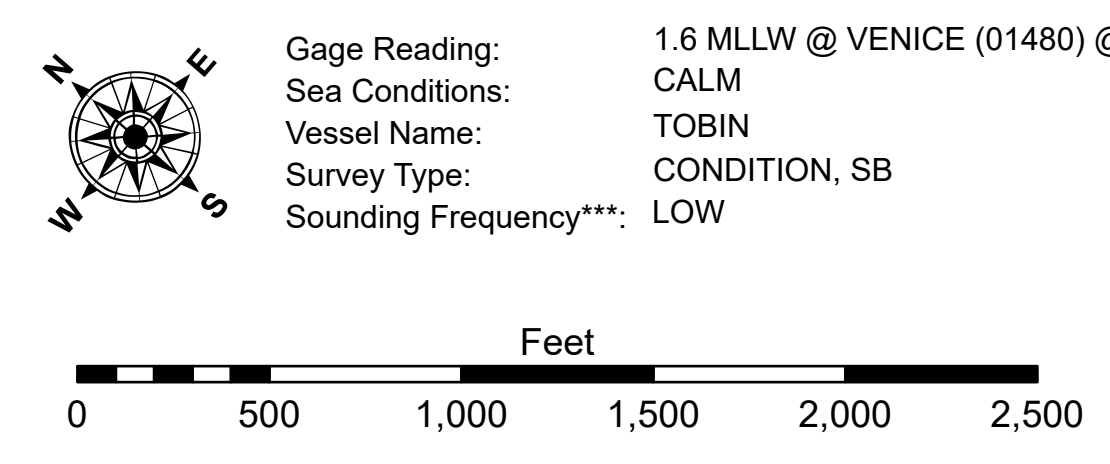 N
E
W
S
Gage Reading: 1.6 MLLW @ VENICE (01480) @
Sea Conditions: CALM
Vessel Name: TOBIN
Survey Type: CONDITION, SB
Sounding Frequency***: LOW
Feet
0 500 1,000 1,500 2,000 2,500